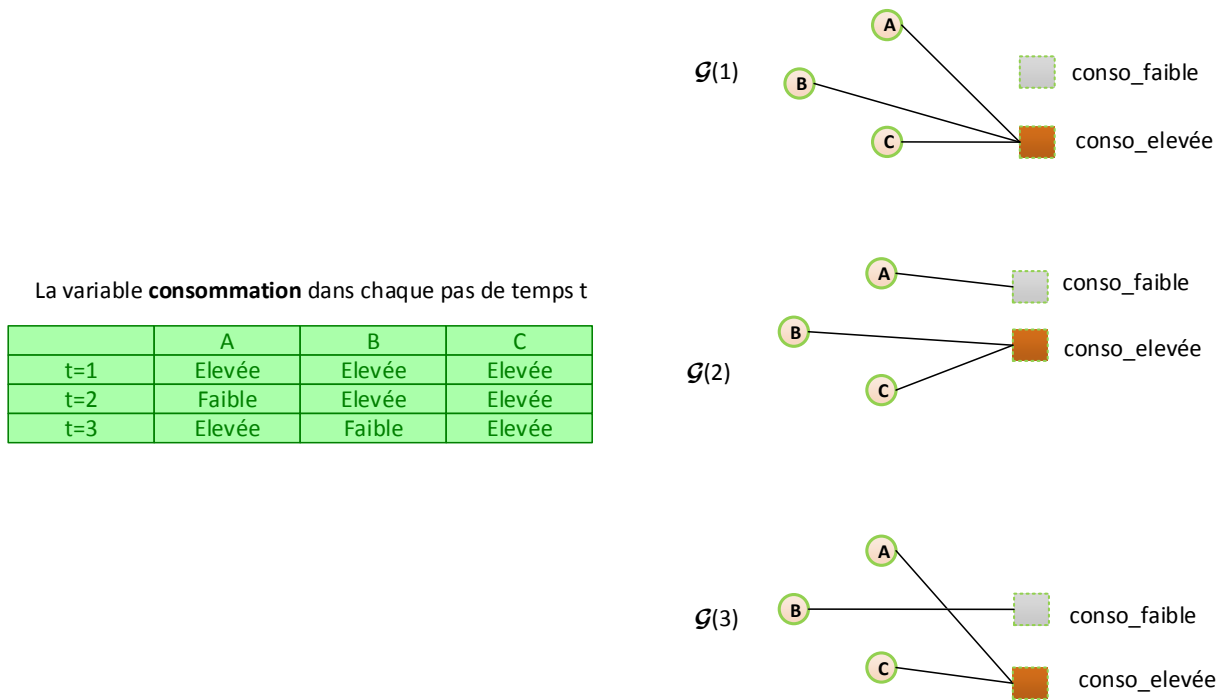 La variable consommation dans chaque pas de temps t
A B C
t=1 Elevée Elevée Elevée
t=2 Faible Elevée Elevée
t=3 Elevée Faible Elevée
A
𝓖(1)
conso_faible
B
C
conso_elevée
A
conso_faible
B
conso_elevée
𝓖(2)
C
A
𝓖(3)
B
conso_faible
C
conso_elevée